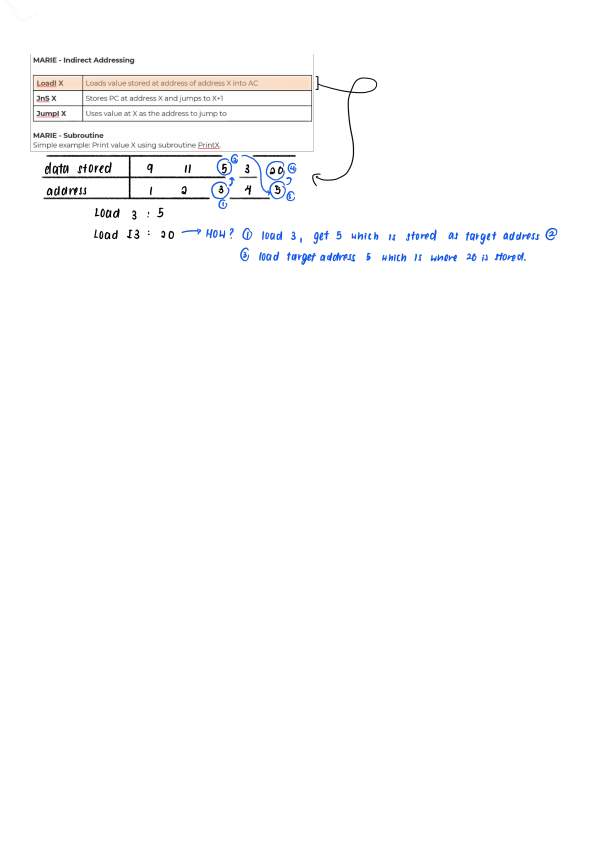 MARIE - Indirect Addressing
LoadI X Loads value stored at address of address X into AC
JnS X Stores PC at address X and jumps to X+1
JumpI X Uses value at X as the address to jump to
MARIE - Subroutine
Simple example: Print value X using subroutine PrintX.
data stored 9 11 5 ② 3 20 ④
address 1 2 3 4 5 ③
①
Load 3 : 5
Load I3 : 20 → HOW? ① load 3, get 5 which is stored as target address ②
③ load target address 5 which is where 20 is stored.